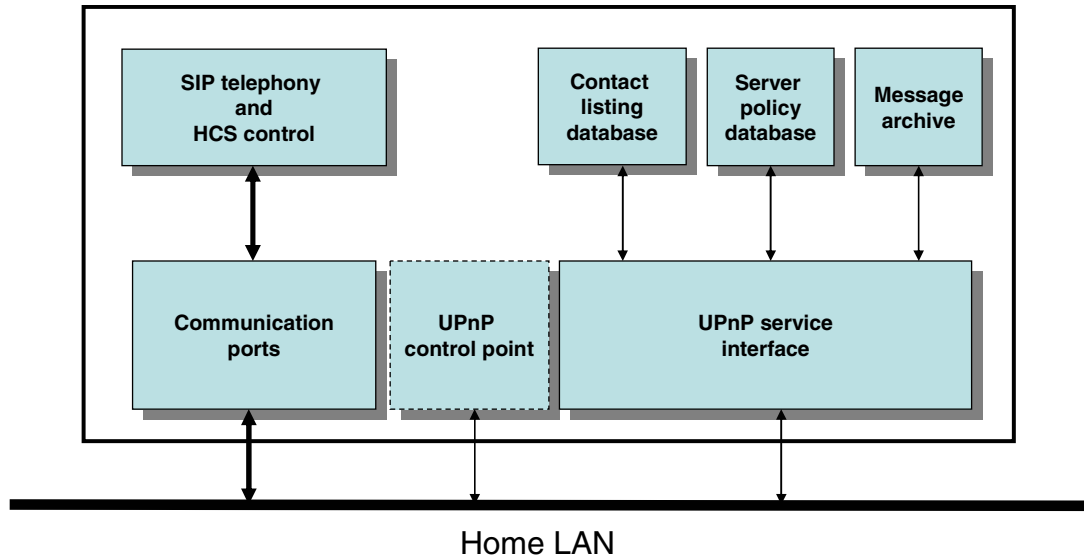 SIP telephony
and
HCS control
Contact
listing
database
Server
policy
database
Message
archive
Communication
ports
UPnP
control point
UPnP service
interface
Home LAN